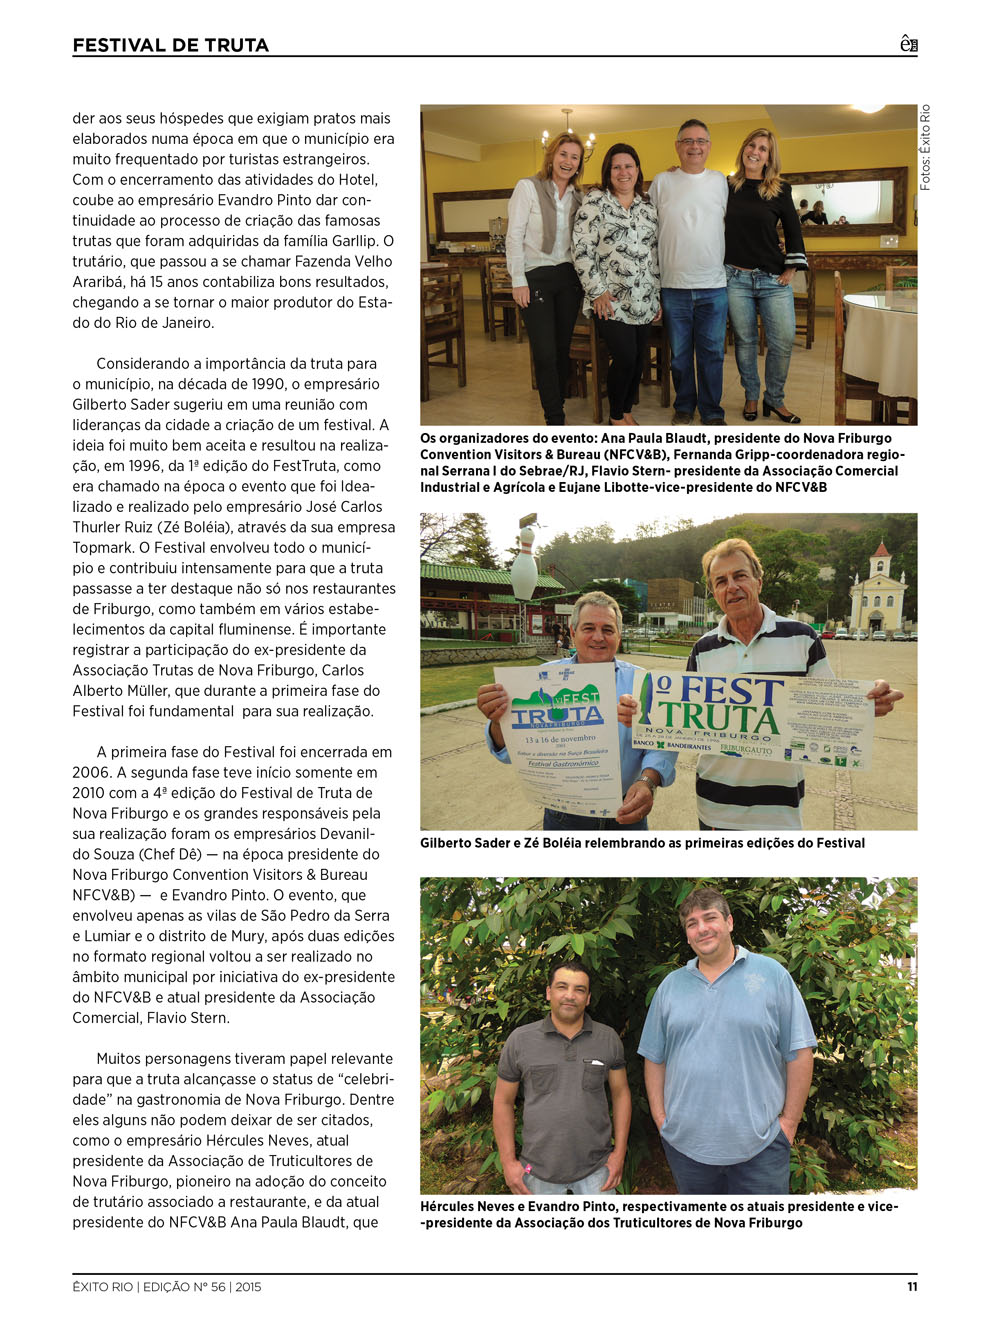 FESTIVAL DE TRUTA
ê
der aos seus hóspedes que exigiam pratos mais
elaborados numa época em que o município era
muito frequentado por turistas estrangeiros.
Com o encerramento das atividades do Hotel,
coube ao empresário Evandro Pinto dar con-
tinuidade ao processo de criação das famosas
trutas que foram adquiridas da família Garllip. O
trutário, que passou a se chamar Fazenda Velho
Araribá, há 15 anos contabiliza bons resultados,
chegando a se tornar o maior produtor do Esta-
do do Rio de Janeiro.
Considerando a importância da truta para
o município, na década de 1990, o empresário
Gilberto Sader sugeriu em uma reunião com
lideranças da cidade a criação de um festival. A
ideia foi muito bem aceita e resultou na realiza-
ção, em 1996, da 1ª edição do FestTruta, como
era chamado na época o evento que foi Idea-
lizado e realizado pelo empresário José Carlos
Thurler Ruiz (Zé Boléia), através da sua empresa
Topmark. O Festival envolveu todo o municí-
pio e contribuiu intensamente para que a truta
passasse a ter destaque não só nos restaurantes
de Friburgo, como também em vários estabe-
lecimentos da capital fluminense. É importante
registrar a participação do ex-presidente da
Associação Trutas de Nova Friburgo, Carlos
Alberto Müller, que durante a primeira fase do
Festival foi fundamental  para sua realização.
A primeira fase do Festival foi encerrada em
2006. A segunda fase teve início somente em
2010 com a 4ª edição do Festival de Truta de
Nova Friburgo e os grandes responsáveis pela
sua realização foram os empresários Devanil-
do Souza (Chef Dê) — na época presidente do
Nova Friburgo Convention Visitors & Bureau
NFCV&B) —  e Evandro Pinto. O evento, que
envolveu apenas as vilas de São Pedro da Serra
e Lumiar e o distrito de Mury, após duas edições
no formato regional voltou a ser realizado no
âmbito municipal por iniciativa do ex-presidente
do NFCV&B e atual presidente da Associação
Comercial, Flavio Stern.
Muitos personagens tiveram papel relevante
para que a truta alcançasse o status de “celebri-
dade” na gastronomia de Nova Friburgo. Dentre
eles alguns não podem deixar de ser citados,
como o empresário Hércules Neves, atual
presidente da Associação de Truticultores de
Nova Friburgo, pioneiro na adoção do conceito
de trutário associado a restaurante, e da atual
presidente do NFCV&B Ana Paula Blaudt, que
Fotos: Êxito Rio
Os organizadores do evento: Ana Paula Blaudt, presidente do Nova Friburgo
Convention Visitors & Bureau (NFCV&B), Fernanda Gripp-coordenadora regio-
nal Serrana I do Sebrae/RJ, Flavio Stern- presidente da Associação Comercial
Industrial e Agrícola e Eujane Libotte-vice-presidente do NFCV&B
FEST
TRUTA
NOVA FRIBURGO
13 a 16 de novembro
Festival Gastronômico
1º FEST
TRUTA
NOVA FRIBURGO
BANCO BANDEIRANTES FRIBURGAUTO
Gilberto Sader e Zé Boléia relembrando as primeiras edições do Festival
Hércules Neves e Evandro Pinto, respectivamente os atuais presidente e vice-
-presidente da Associação dos Truticultores de Nova Friburgo
ÊXITO RIO | EDIÇÃO N° 56 | 2015
11